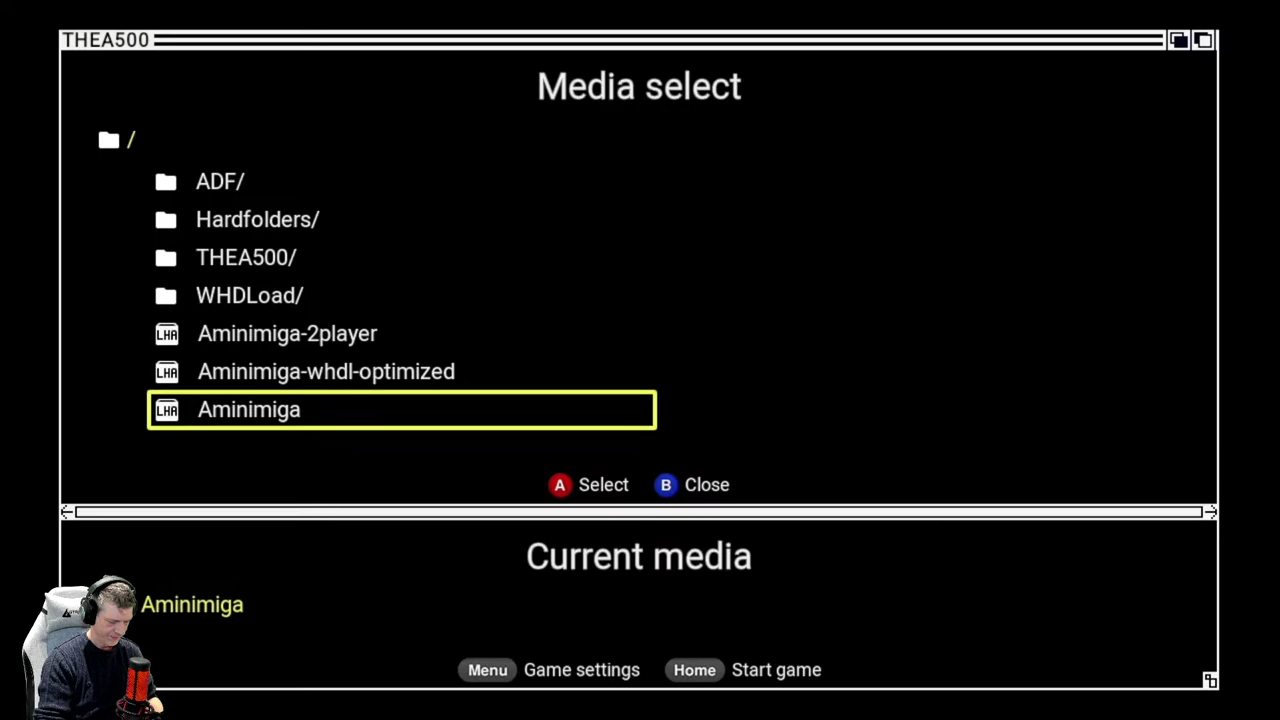 THEA500
Media select
/
ADF/
Hardfolders/
THEA500/
WHDLoad/
LHA Aminimiga-2player
LHA Aminimiga-whdl-optimized
LHA Aminimiga
A Select B Close
Current media
Aminimiga
Menu Game settings Home Start game